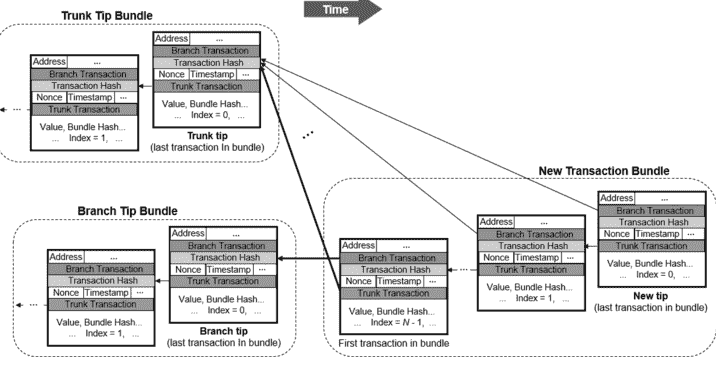 Time
Trunk Tip Bundle
Address ...
Branch Transaction
Transaction Hash
Nonce Timestamp ...
Trunk Transaction
Value, Bundle Hash...
... Index = 1, ...
...
Address ...
Branch Transaction
Transaction Hash
Nonce Timestamp ...
Trunk Transaction
Value, Bundle Hash...
... Index = 0, ...
Trunk tip
(last transaction In bundle)
...
Branch Tip Bundle
Address ...
Branch Transaction
Transaction Hash
Nonce Timestamp ...
Trunk Transaction
Value, Bundle Hash...
... Index = 1, ...
...
Address ...
Branch Transaction
Transaction Hash
Nonce Timestamp ...
Trunk Transaction
Value, Bundle Hash...
... Index = 0, ...
Branch tip
(last transaction In bundle)
New Transaction Bundle
Address ...
Branch Transaction
Transaction Hash
Nonce Timestamp ...
Trunk Transaction
Value, Bundle Hash...
... Index = N - 1, ...
First transaction in bundle
...
Address ...
Branch Transaction
Transaction Hash
Nonce Timestamp ...
Trunk Transaction
Value, Bundle Hash...
... Index = 1, ...
Address ...
Branch Transaction
Transaction Hash
Nonce Timestamp ...
Trunk Transaction
Value, Bundle Hash...
... Index = 0, ...
New tip
(last transaction in bundle)